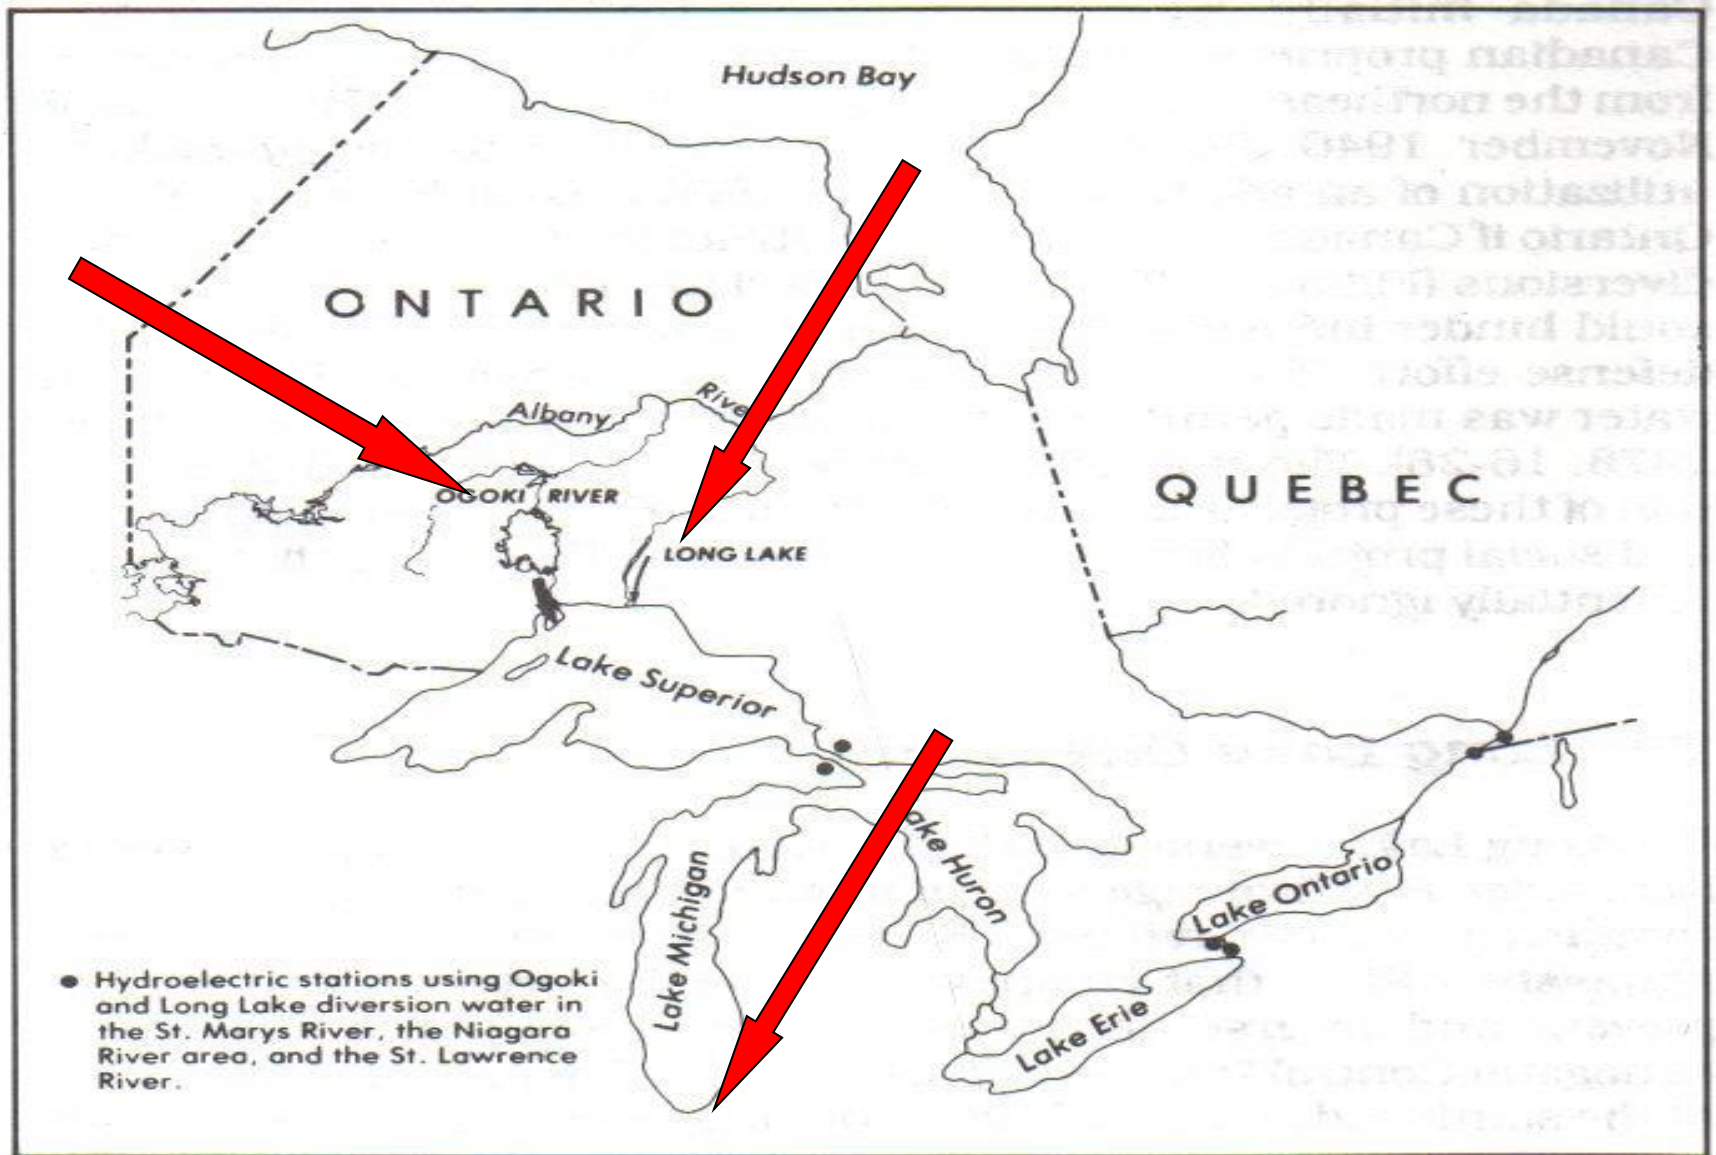 Hudson Bay
ONTARIO
Albany River
OGOKI RIVER
QUEBEC
LONG LAKE
Lake Superior
ake Huron
Lake Michigan
Lake Ontario
Lake Erie
Hydroelectric stations using Ogoki
and Long Lake diversion water in
the St. Marys River, the Niagara
River area, and the St. Lawrence
River.